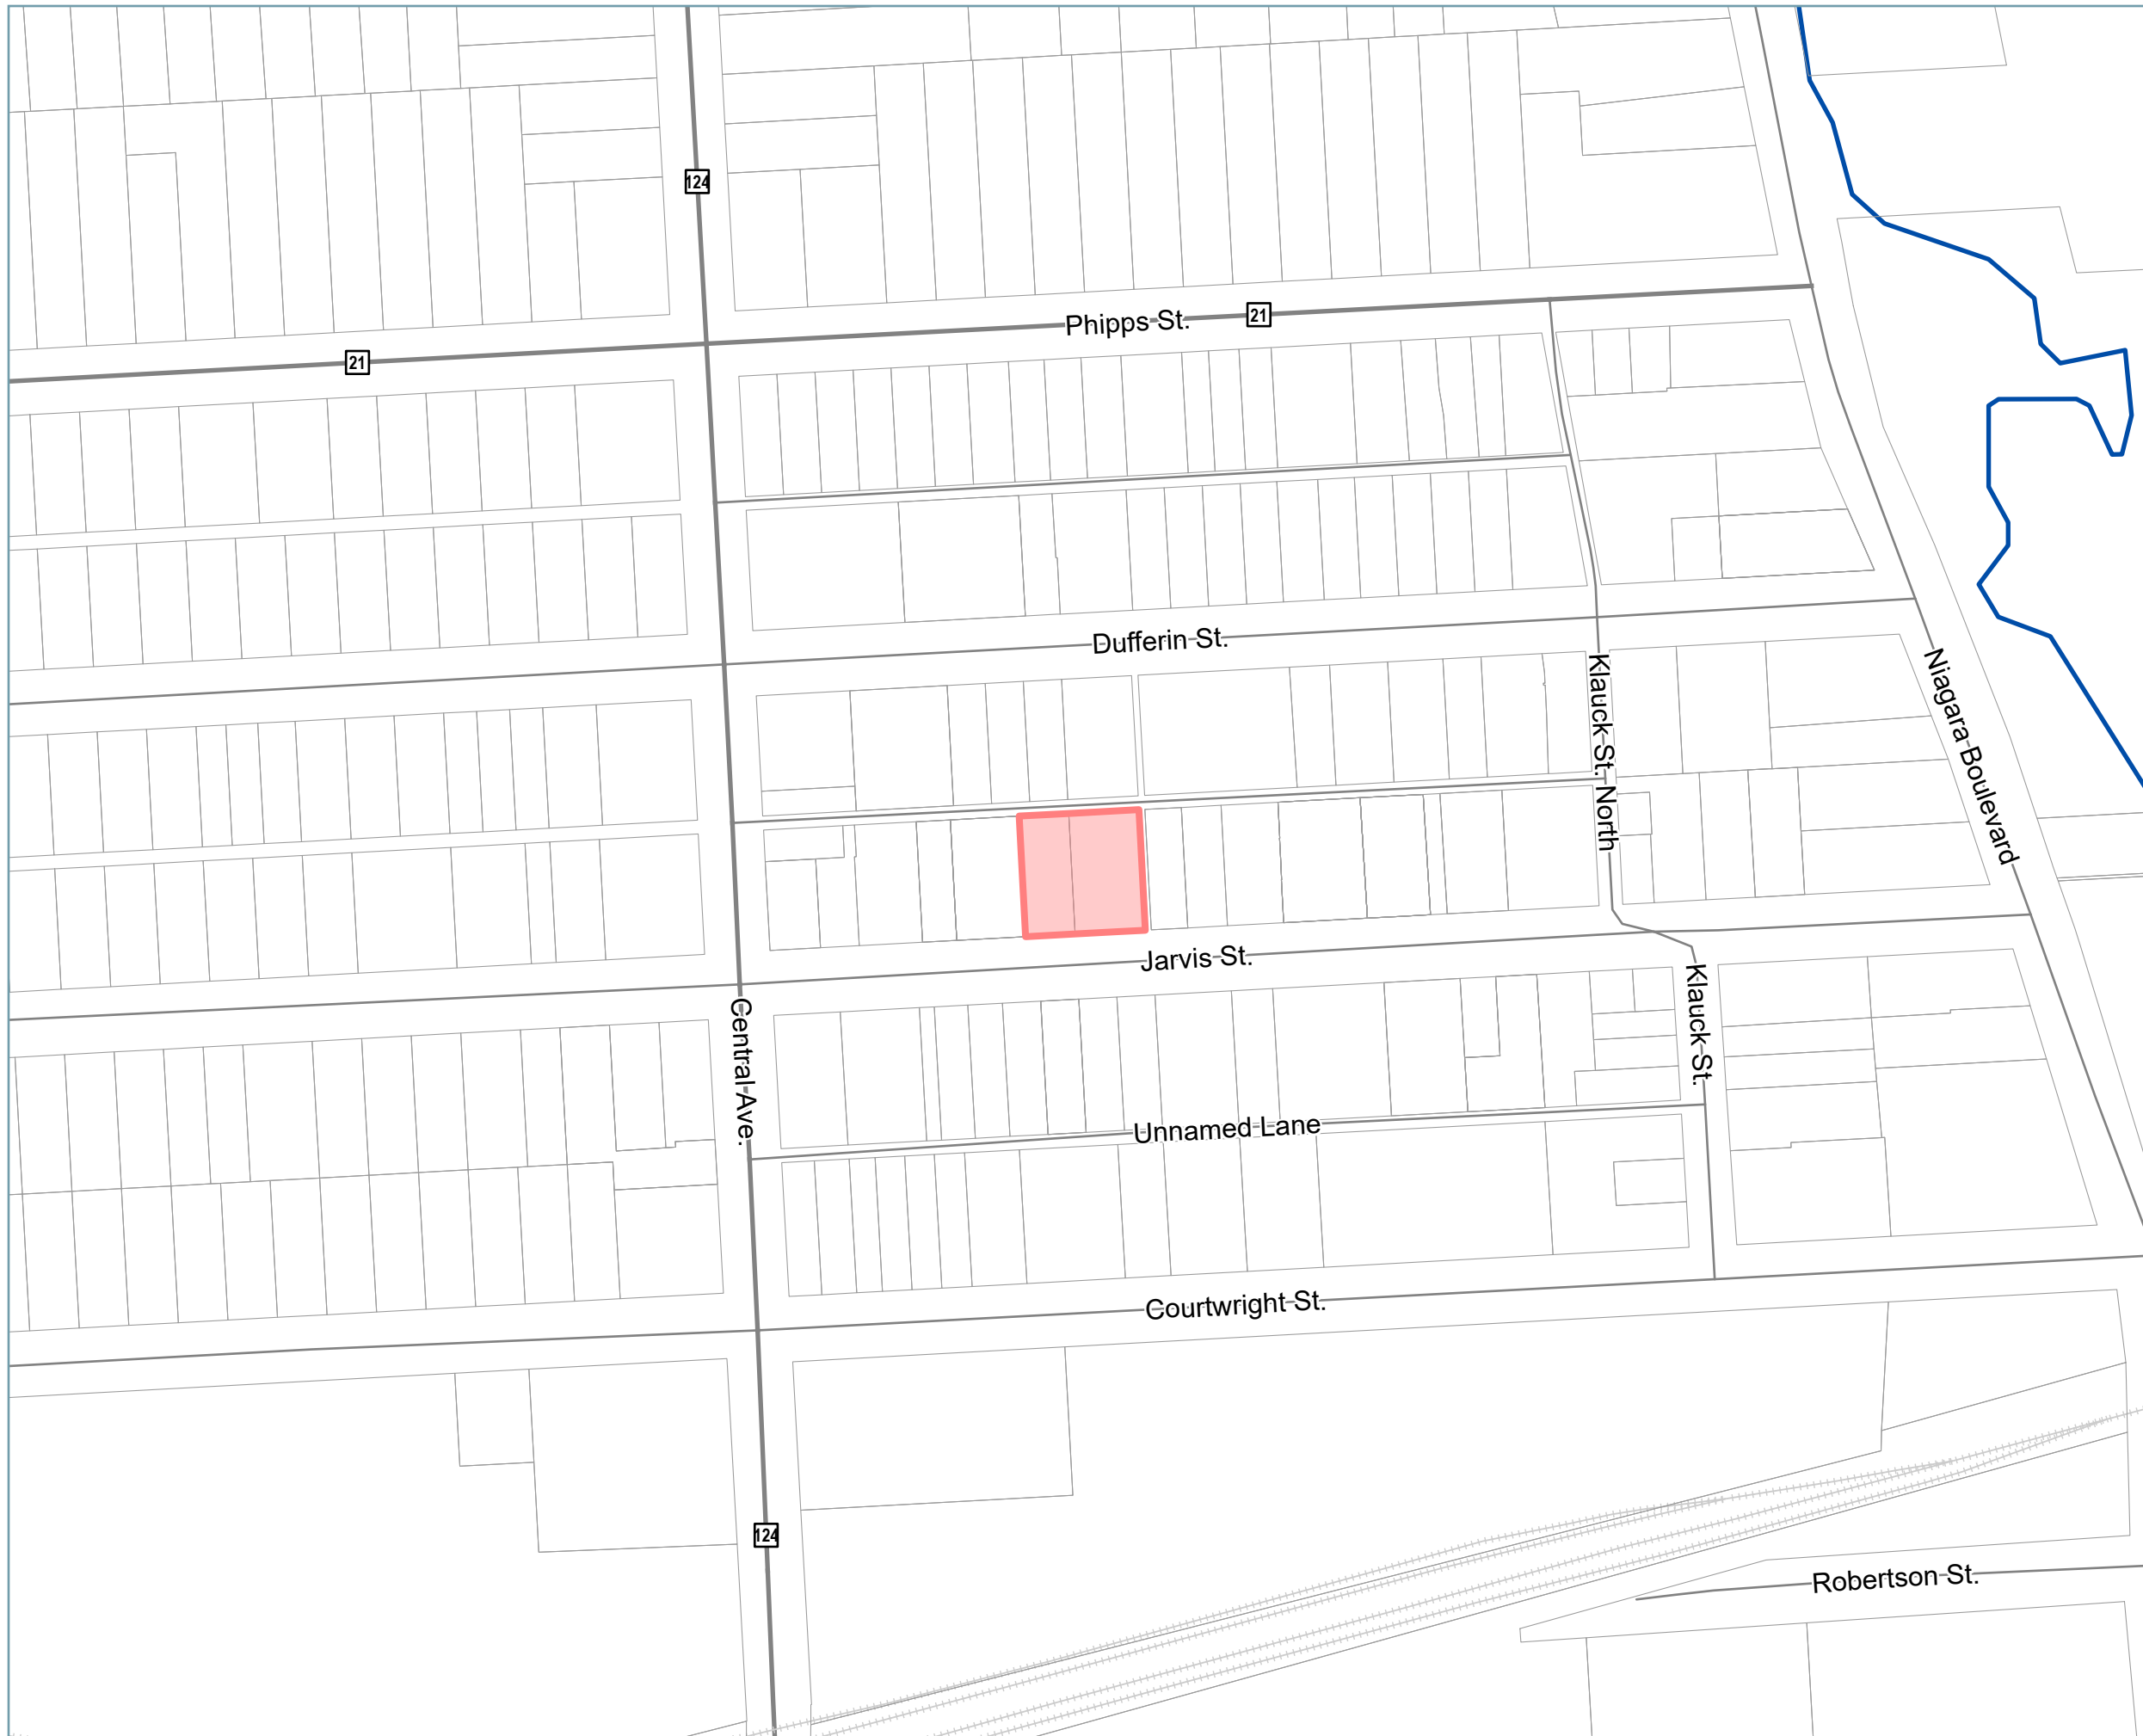 124
Phipps St.
21
21
Dufferin St.
Klauck St. North
Niagara Boulevard
Jarvis St.
Klauck St.
Central Ave.
Unnamed Lane
Courtwright St.
124
Robertson St.